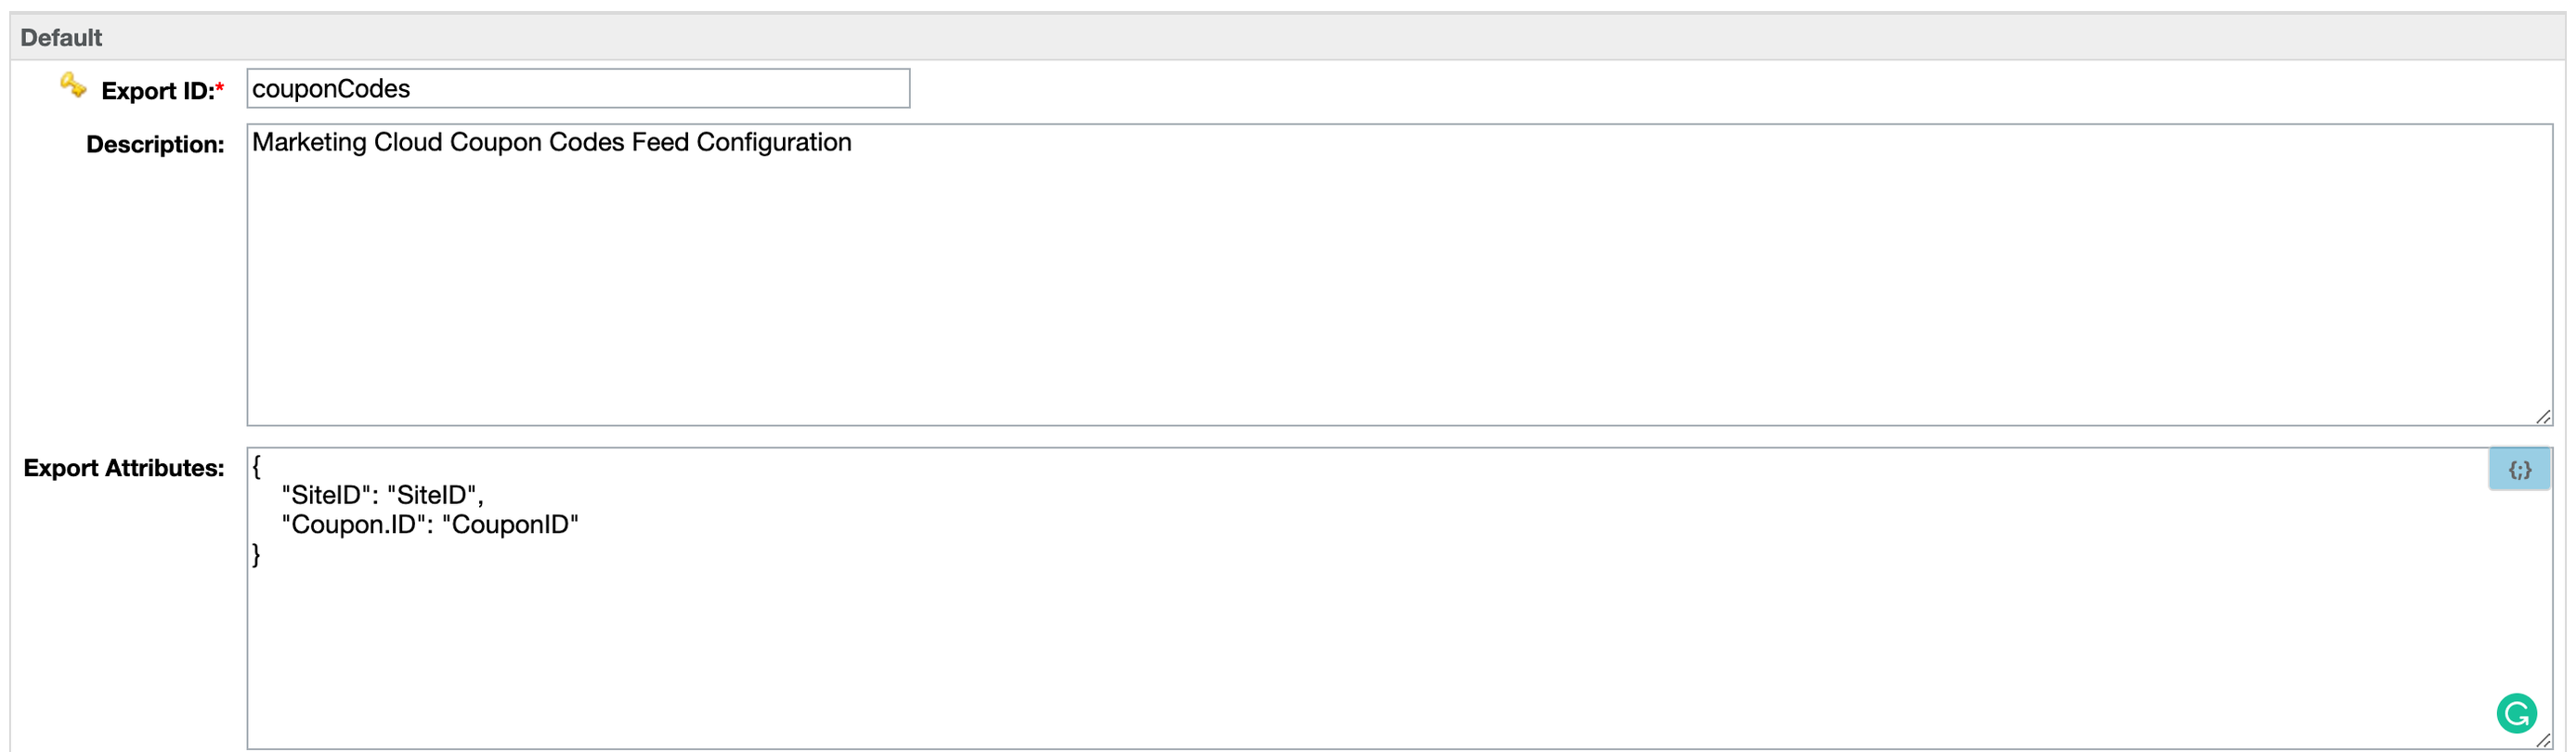 Default
Export ID:*
couponCodes
Description:
Marketing Cloud Coupon Codes Feed Configuration
Export Attributes:
{
"SiteID": "SiteID",
"Coupon.ID": "CouponID"
}
{;}